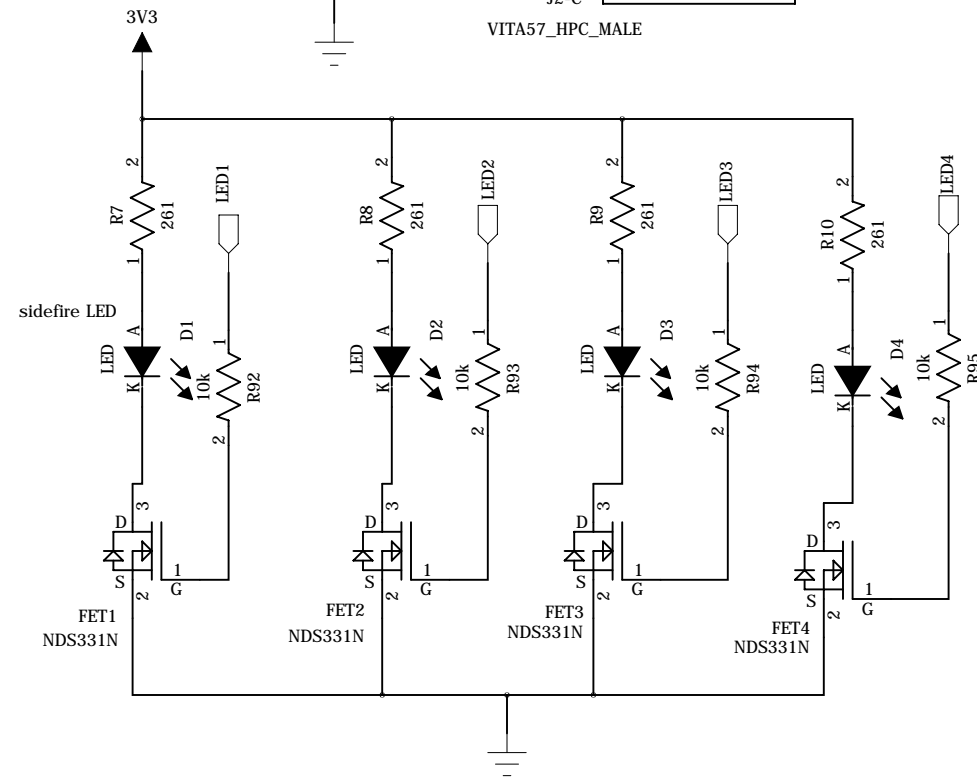 J2-C
VITA57_HPC_MALE
3V3
2
R7
261
1
LED1
sidefire LED
A
LED
K
D1
1
10k
R92
2
3
D
S
1
G
2
FET1
NDS331N
2
R8
261
1
LED2
A
LED
K
D2
1
10k
R93
2
3
D
S
1
G
2
FET2
NDS331N
2
R9
261
1
LED3
A
LED
K
D3
1
10k
R94
2
3
D
S
1
G
2
FET3
NDS331N
2
R10
261
1
LED4
A
LED
K
D4
1
10k
R95
2
3
D
S
1
G
2
FET4
NDS331N